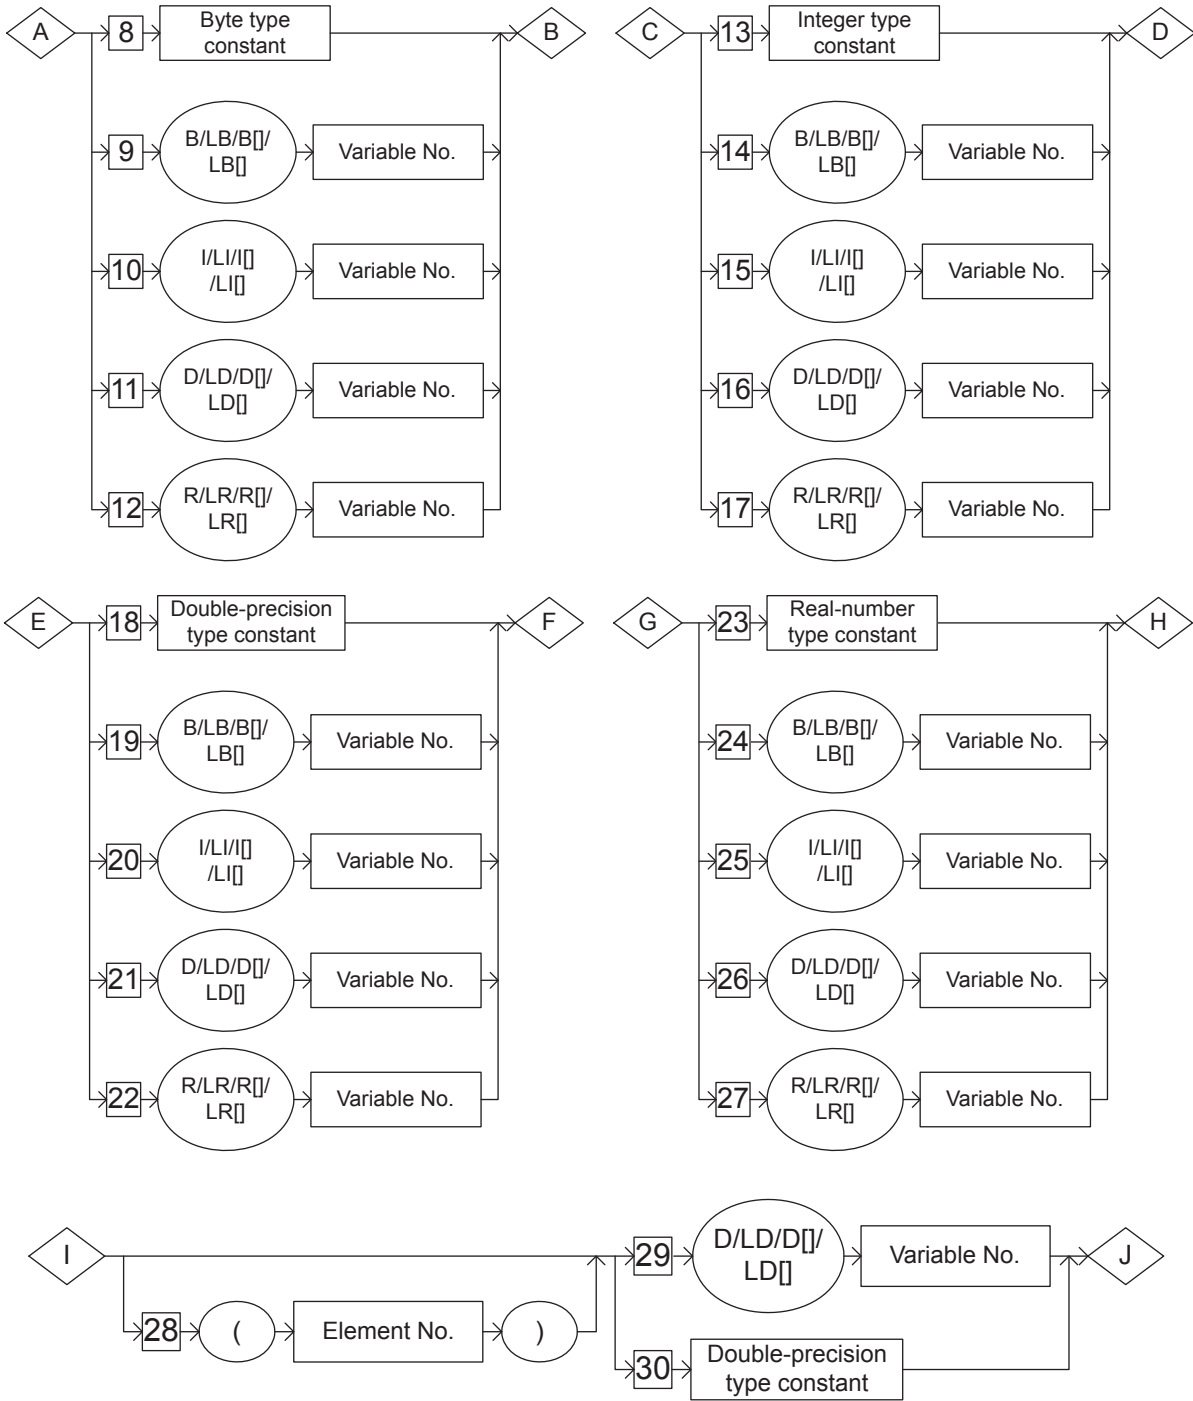 A
8
Byte type
constant
B
9
B/LB/B[]/
LB[]
Variable No.
10
I/LI/I[]
/LI[]
Variable No.
11
D/LD/D[]/
LD[]
Variable No.
12
R/LR/R[]/
LR[]
Variable No.
C
13
Integer type
constant
D
14
B/LB/B[]/
LB[]
Variable No.
15
I/LI/I[]
/LI[]
Variable No.
16
D/LD/D[]/
LD[]
Variable No.
17
R/LR/R[]/
LR[]
Variable No.
E
18
Double-precision
type constant
F
19
B/LB/B[]/
LB[]
Variable No.
20
I/LI/I[]
/LI[]
Variable No.
21
D/LD/D[]/
LD[]
Variable No.
22
R/LR/R[]/
LR[]
Variable No.
G
23
Real-number
type constant
H
24
B/LB/B[]/
LB[]
Variable No.
25
I/LI/I[]
/LI[]
Variable No.
26
D/LD/D[]/
LD[]
Variable No.
27
R/LR/R[]/
LR[]
Variable No.
I
28
(
Element No.
)
29
D/LD/D[]/
LD[]
Variable No.
J
30
Double-precision
type constant